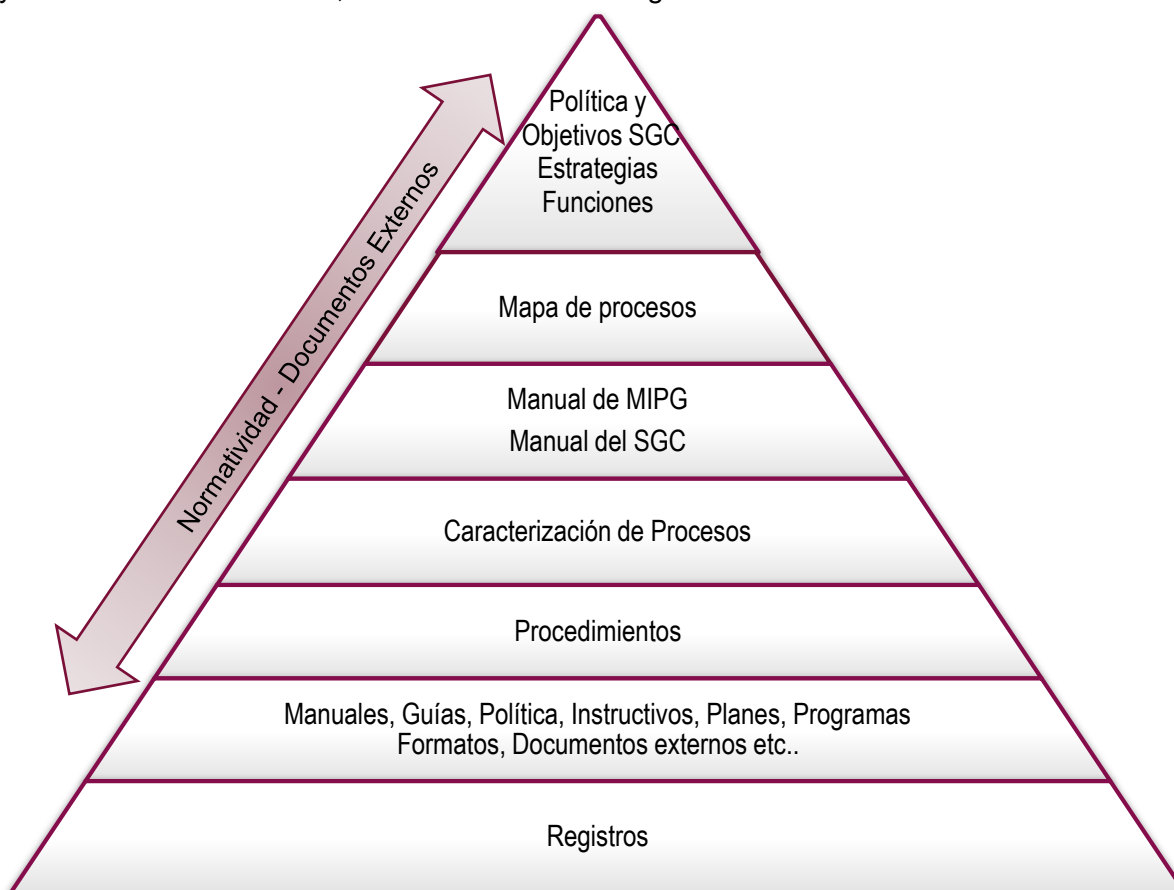 Política y
Objetivos SGC
Estrategias
Funciones
Normatividad - Documentos Externos
Mapa de procesos
Manual de MIPG
Manual del SGC
Caracterización de Procesos
Procedimientos
Manuales, Guías, Política, Instructivos, Planes, Programas
Formatos, Documentos externos etc..
Registros